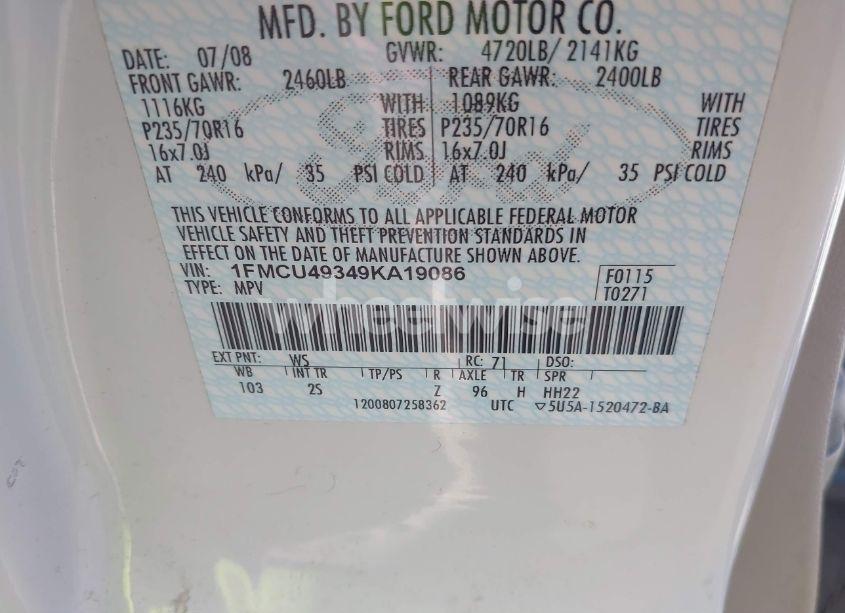 MFD. BY FORD MOTOR CO.
DATE: 07/08 GVWR: 4720LB/ 2141KG
FRONT GAWR: 2460LB REAR GAWR: 2400LB
1116KG WITH 1089KG WITH
P235/70R16 TIRES P235/70R16 TIRES
16x7.0J RIMS 16x7.0J RIMS
AT 240 kPa/ 35 PSI COLD AT 240 kPa/ 35 PSI COLD
THIS VEHICLE CONFORMS TO ALL APPLICABLE FEDERAL MOTOR
VEHICLE SAFETY AND THEFT PREVENTION STANDARDS IN
EFFECT ON THE DATE OF MANUFACTURE SHOWN ABOVE.
VIN: 1FMCU49349KA19086 F0115
TYPE: MPV T0271
wheelwise
EXT PNT: WS RC: 71 DSO:
WB INT TR TP/PS R AXLE TR SPR
103 2S Z 96 H HH22
1200807258362 UTC ▽5U5A-1520472-BA